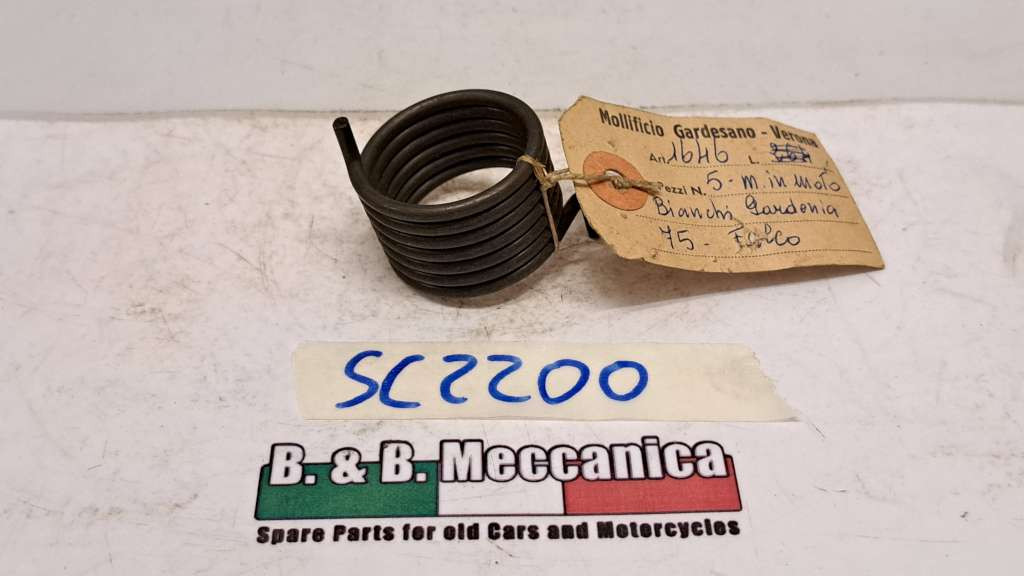 Mollificio Gardesano - Verona
Art 1646 L.
Pezzi N. 5 - m. in moto
Bianchi Gardenia
75 -
SC2200
B. & B. Meccanica
Spare Parts for old Cars and Motorcycles